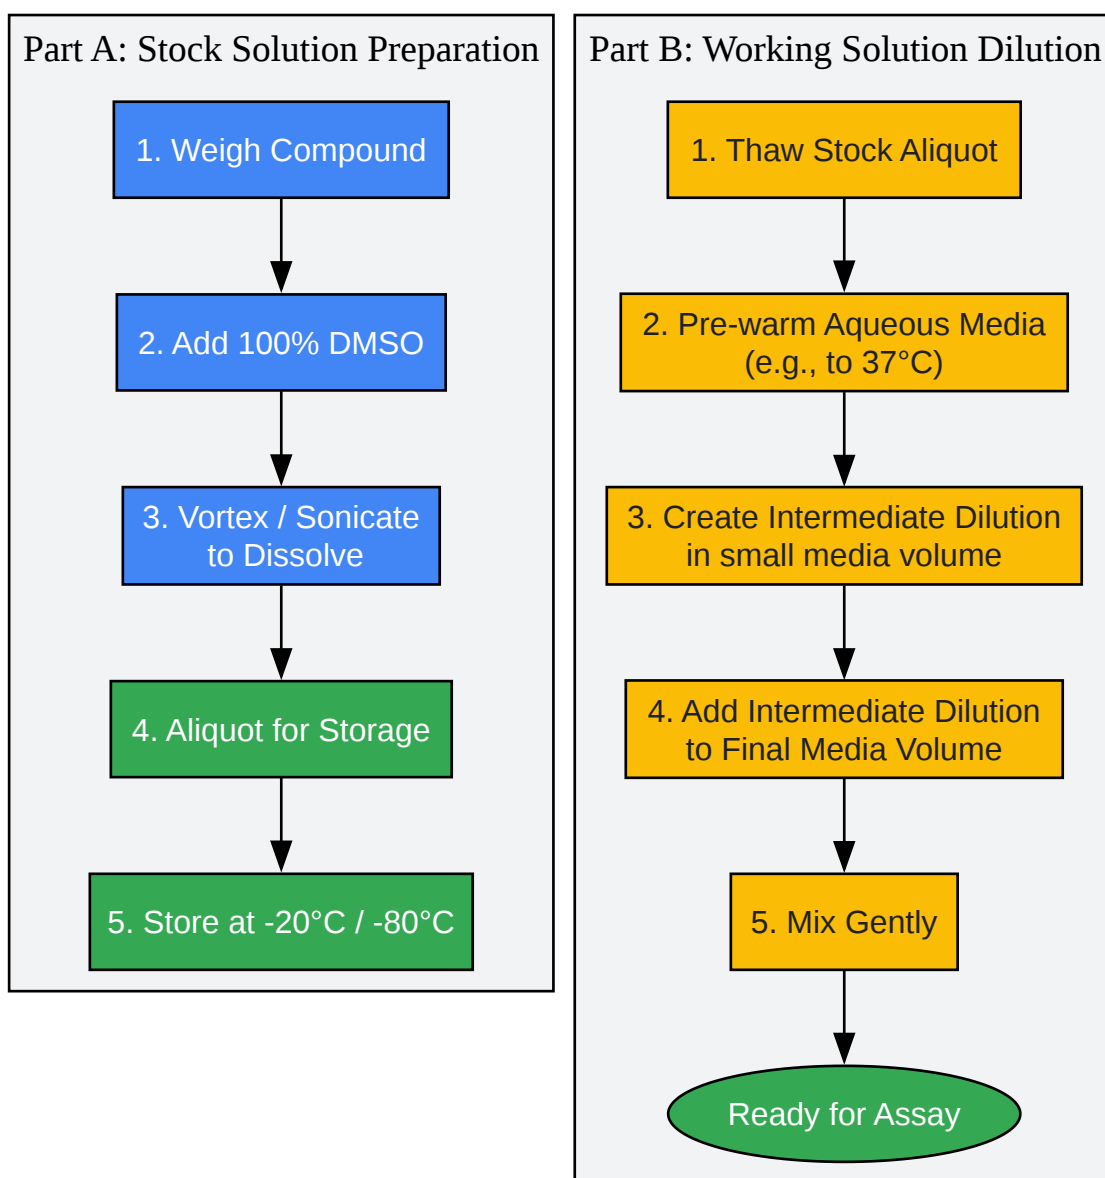 Part A: Stock Solution Preparation
1. Weigh Compound
2. Add 100% DMSO
3. Vortex / Sonicate
to Dissolve
4. Aliquot for Storage
5. Store at -20°C / -80°C
Part B: Working Solution Dilution
1. Thaw Stock Aliquot
2. Pre-warm Aqueous Media
(e.g., to 37°C)
3. Create Intermediate Dilution
in small media volume
4. Add Intermediate Dilution
to Final Media Volume
5. Mix Gently
Ready for Assay